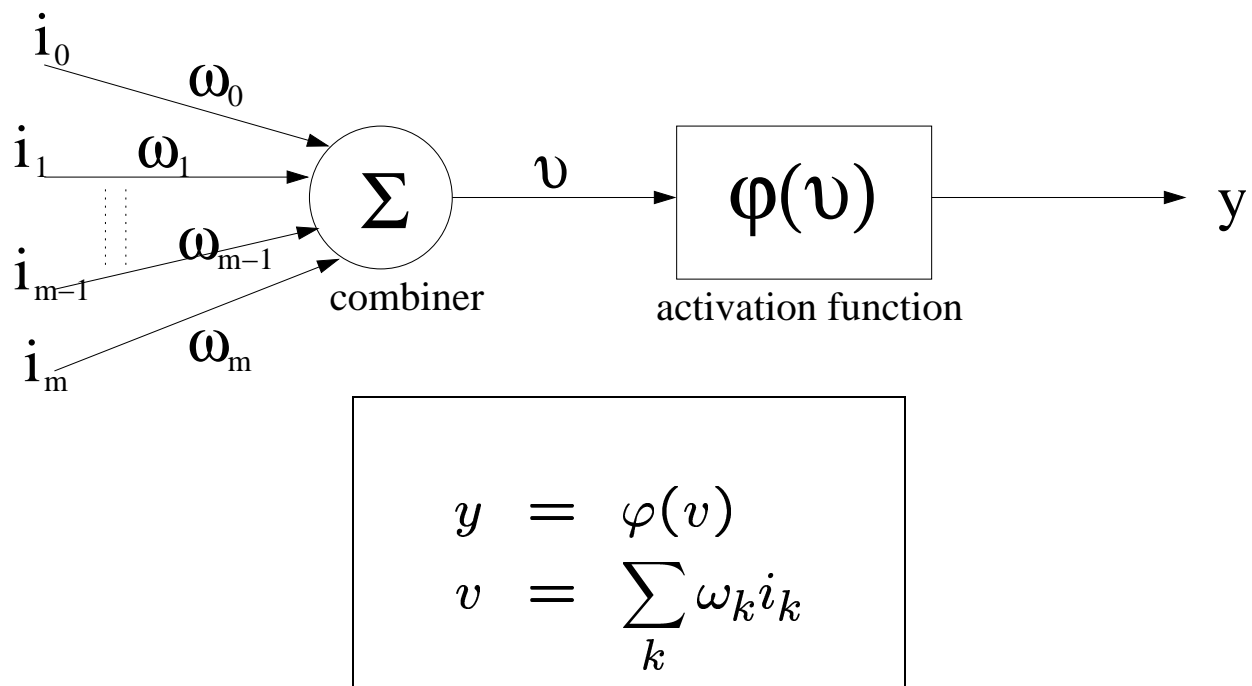 i₀
ω₀
i₁ ω₁
υ
Σ
φ(υ)
y
iₘ₋₁ ωₘ₋₁
combiner
activation function
iₘ ωₘ
y = φ(v)
v = ∑ₖ ωₖiₖ